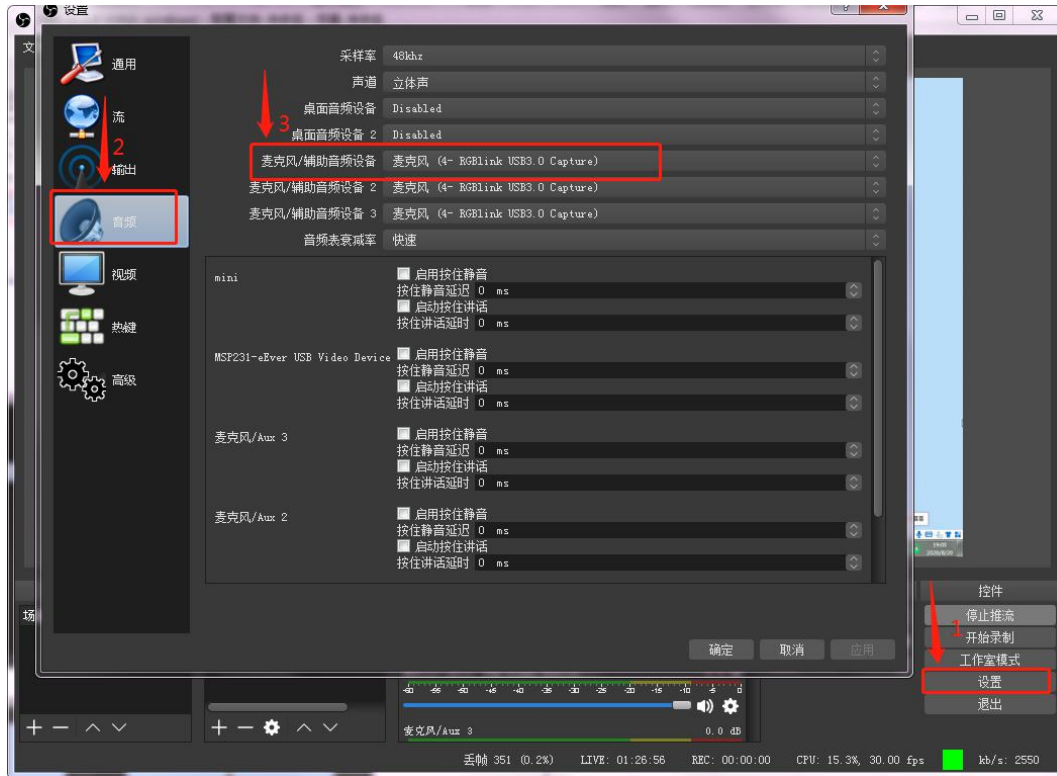 设置
文
通用
流
输出
音频
视频
热键
高级
2
3
采样率 48khz
声道 立体声
桌面音频设备 Disabled
桌面音频设备 2 Disabled
麦克风/辅助音频设备 麦克风 (4- RGBlink USB3.0 Capture)
麦克风/辅助音频设备 2 麦克风 (4- RGBlink USB3.0 Capture)
麦克风/辅助音频设备 3 麦克风 (4- RGBlink USB3.0 Capture)
音频表衰减率 快速
mini
启用按住静音
按住静音延迟 0 ms
启动按住讲话
按住讲话延时 0 ms
MSP231-eEver USB Video Device
启用按住静音
按住静音延迟 0 ms
启动按住讲话
按住讲话延时 0 ms
麦克风/Aux 3
启用按住静音
按住静音延迟 0 ms
启动按住讲话
按住讲话延时 0 ms
麦克风/Aux 2
启用按住静音
按住静音延迟 0 ms
启动按住讲话
按住讲话延时 0 ms
确定 取消 应用
场
控件
停止推流
1
开始录制
工作室模式
设置
退出
-60 -55 -50 -45 -40 -35 -30 -25 -20 -15 -10 -5 0
麦克风/Aux 3 0.0 dB
丢帧 351 (0.2%) LIVE: 01:26:56 REC: 00:00:00 CPU: 15.3%, 30.00 fps kb/s: 2550